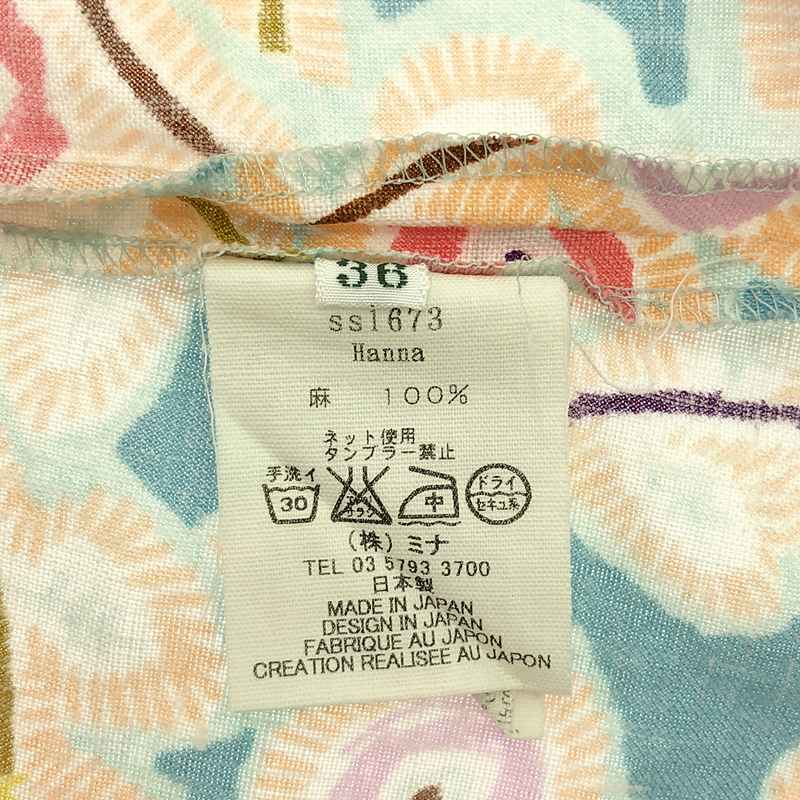 36
ss1673
Hanna
麻 100%
ネット使用
タンブラー禁止
手洗イ
30
中
ドライ
セキユ系
(株)ミナ
TEL 03 5793 3700
日本製
MADE IN JAPAN
DESIGN IN JAPAN
FABRIQUE AU JAPON
CREATION REALISEE AU JAPON